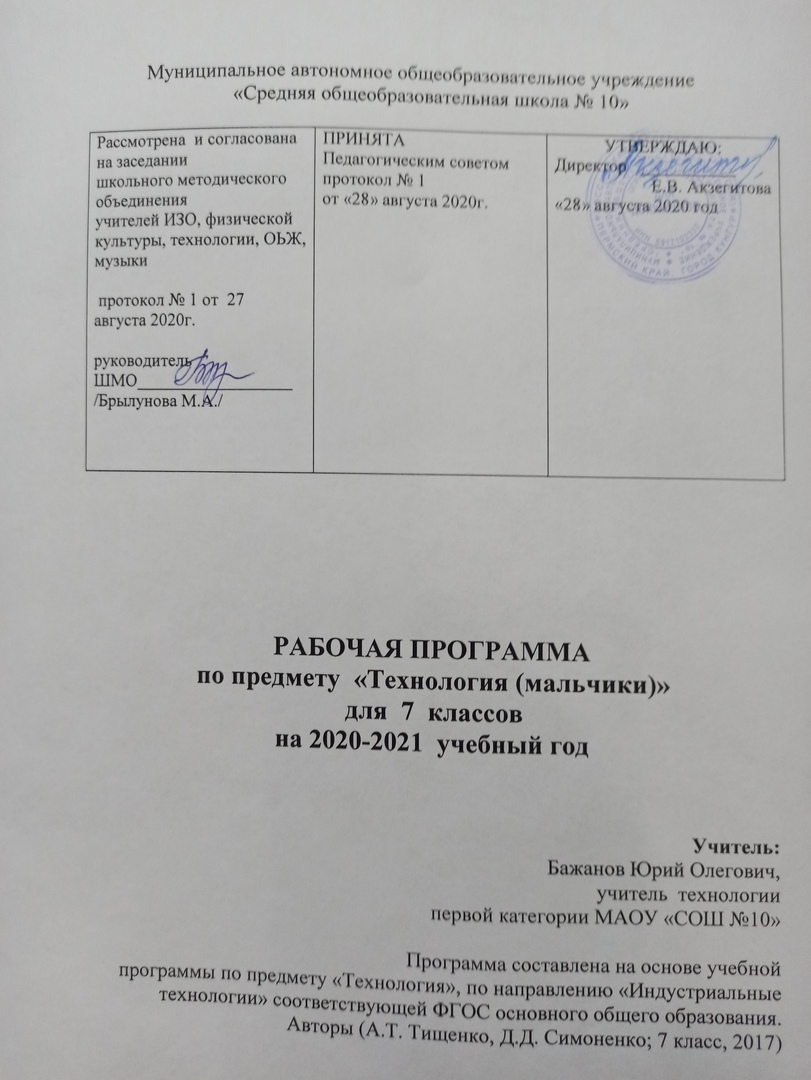 Муниципальное автономное общеобразовательное учреждение
«Средняя общеобразовательная школа № 10»
Рассмотрена и согласована
на заседании
школьного методического
объединения
учителей ИЗО, физической
культуры, технологии, ОБЖ,
музыки
протокол № 1 от 27
августа 2020г.
руководитель
ШМО
/Брылунова М.А./
ПРИНЯТА
Педагогическим советом
протокол № 1
от «28» августа 2020г.
УТВЕРЖДАЮ:
Директор
Е.В. Акзегитова
«28» августа 2020 год
ПЕРМСКИЙ КРАЙ, ГОРОД
РАБОЧАЯ ПРОГРАММА
по предмету «Технология (мальчики)»
для 7 классов
на 2020-2021 учебный год
Учитель:
Бажанов Юрий Олегович,
учитель технологии
первой категории МАОУ «СОШ №10»
Программа составлена на основе учебной
программы по предмету «Технология», по направлению «Индустриальные
технологии» соответствующей ФГОС основного общего образования.
Авторы (А.Т. Тищенко, Д.Д. Симоненко; 7 класс, 2017)